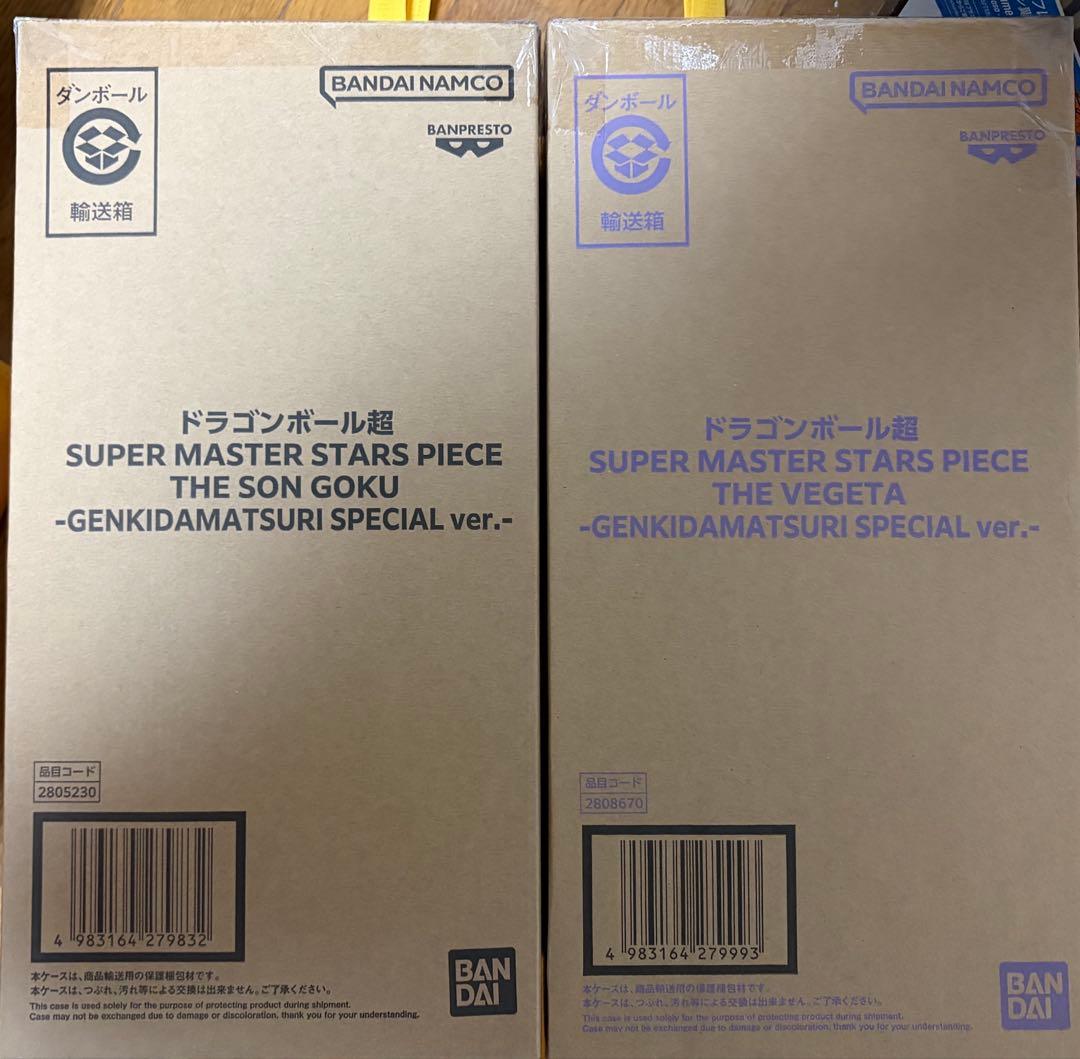 ダンボール
輸送箱
BANDAI NAMCO
BANPRESTO
ドラゴンボール超
SUPER MASTER STARS PIECE
THE SON GOKU
-GENKIDAMATSURI SPECIAL ver.-
品目コード
2805230
4 983164 279832
本ケースは、商品輸送用の保護梱包材です。
本ケースは、つぶれ、汚れ等による交換は出来ません。ご了承ください。
This case is used solely for the purpose of protecting product during shipment.
Case may not be exchanged due to damage or discoloration, thank you for your understanding.
BAN
DAI
ダンボール
輸送箱
BANDAI NAMCO
BANPRESTO
ドラゴンボール超
SUPER MASTER STARS PIECE
THE VEGETA
-GENKIDAMATSURI SPECIAL ver.-
品目コード
2808670
4 983164 279993
本ケースは、商品輸送用の保護梱包材です。
本ケースは、つぶれ、汚れ等による交換は出来ません。ご了承ください。
This case is used solely for the purpose of protecting product during shipment.
Case may not be exchanged due to damage or discoloration, thank you for your understanding.
BAN
DAI